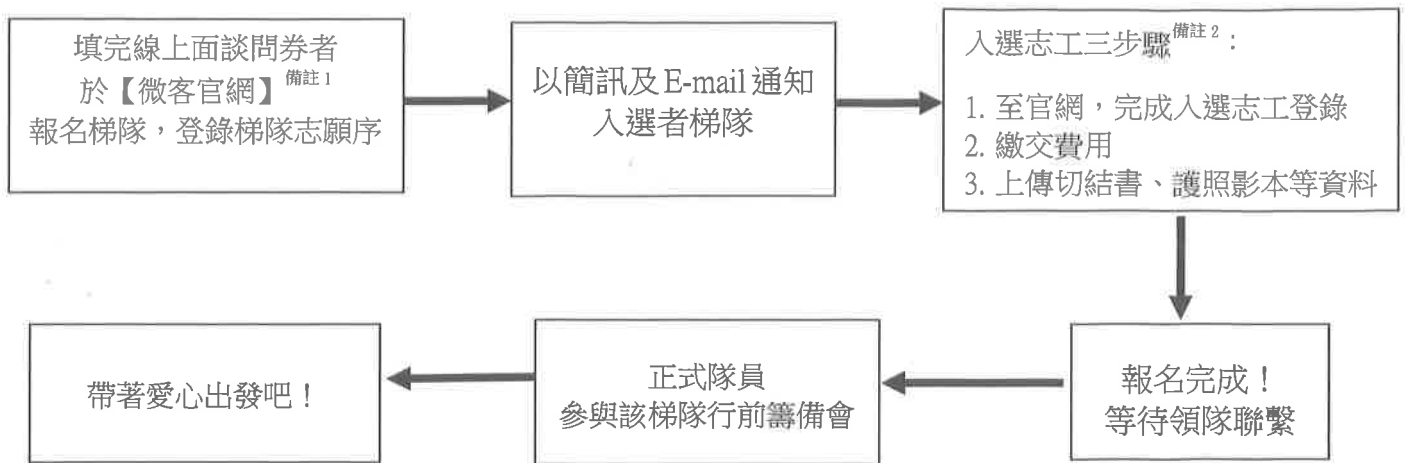 填完線上面談問券者
於【微客官網】備註 1
報名梯隊，登錄梯隊志願序
以簡訊及 E-mail 通知
入選者梯隊
入選志工三步驟備註 2：
1. 至官網，完成入選志工登錄
2. 繳交費用
3. 上傳切結書、護照影本等資料
報名完成！
等待領隊聯繫
正式隊員
參與該梯隊行前籌備會
帶著愛心出發吧！